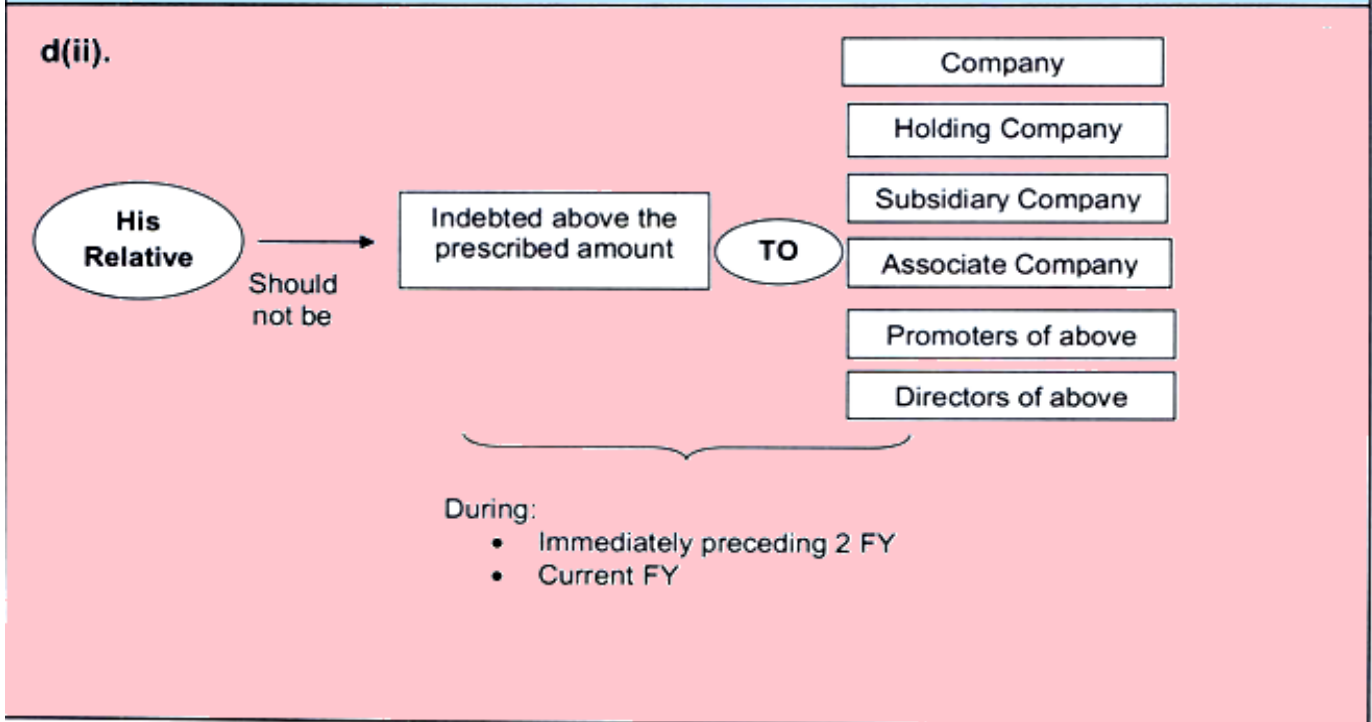 d(ii).
His
Relative
Should
not be
Indebted above the
prescribed amount
TO
Company
Holding Company
Subsidiary Company
Associate Company
Promoters of above
Directors of above
During:
• Immediately preceding 2 FY
• Current FY